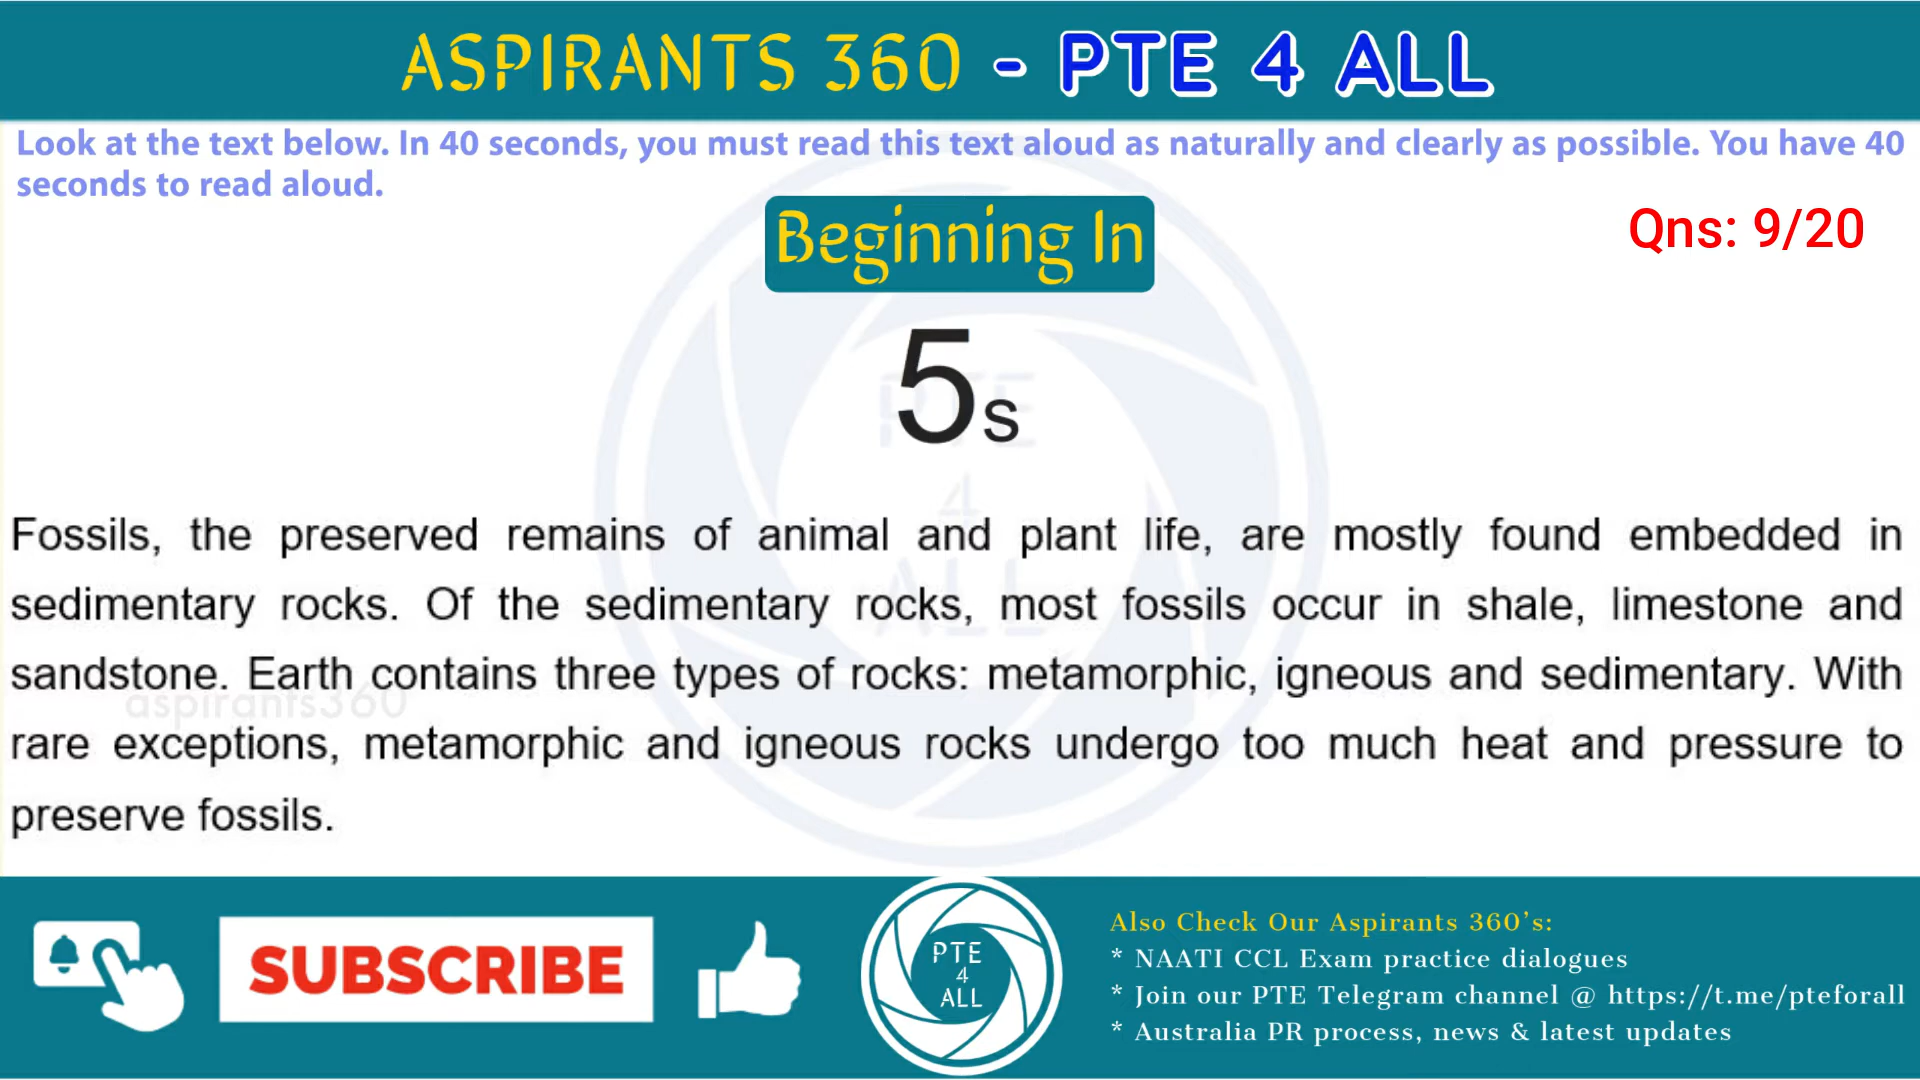 ASPIRANTS 360 - PTE 4 ALL
Look at the text below. In 40 seconds, you must read this text aloud as naturally and clearly as possible. You have 40
seconds to read aloud.
Beginning In
Qns: 9/20
5s
PTE
4
ALL
Fossils, the preserved remains of animal and plant life, are mostly found embedded in
sedimentary rocks. Of the sedimentary rocks, most fossils occur in shale, limestone and
sandstone. Earth contains three types of rocks: metamorphic, igneous and sedimentary. With
aspirants360
rare exceptions, metamorphic and igneous rocks undergo too much heat and pressure to
preserve fossils.
SUBSCRIBE
PTE
4
ALL
Also Check Our Aspirants 360's:
* NAATI CCL Exam practice dialogues
* Join our PTE Telegram channel @ https://t.me/pteforall
* Australia PR process, news & latest updates